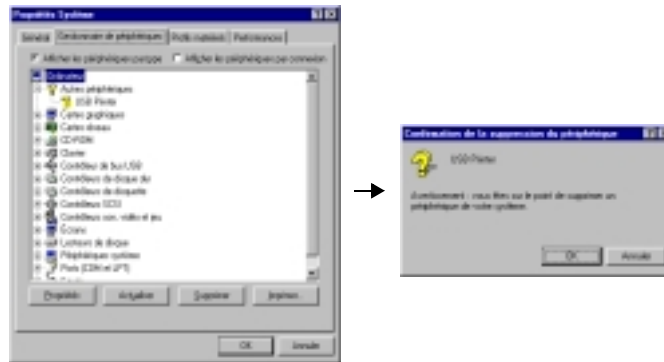 Propriétés Système
Général Gestionnaire de périphériques Profils matériels Performances
Afficher les périphériques par type Afficher les périphériques par connexion
Ordinateur
Autres périphériques
USB Printer
Cartes graphiques
Cartes réseau
CD-ROM
Clavier
Contrôleur de bus USB
Contrôleurs de disque dur
Contrôleurs de disquette
Contrôleurs SCSI
Contrôleurs son, vidéo et jeu
Écrans
Lecteurs de disque
Périphériques système
Ports (COM et LPT)
Propriétés Actualiser Supprimer Imprimer...
OK Annuler
Confirmation de la suppression du périphérique
USB Printer
Avertissement : vous êtes sur le point de supprimer un
périphérique de votre système.
OK Annuler